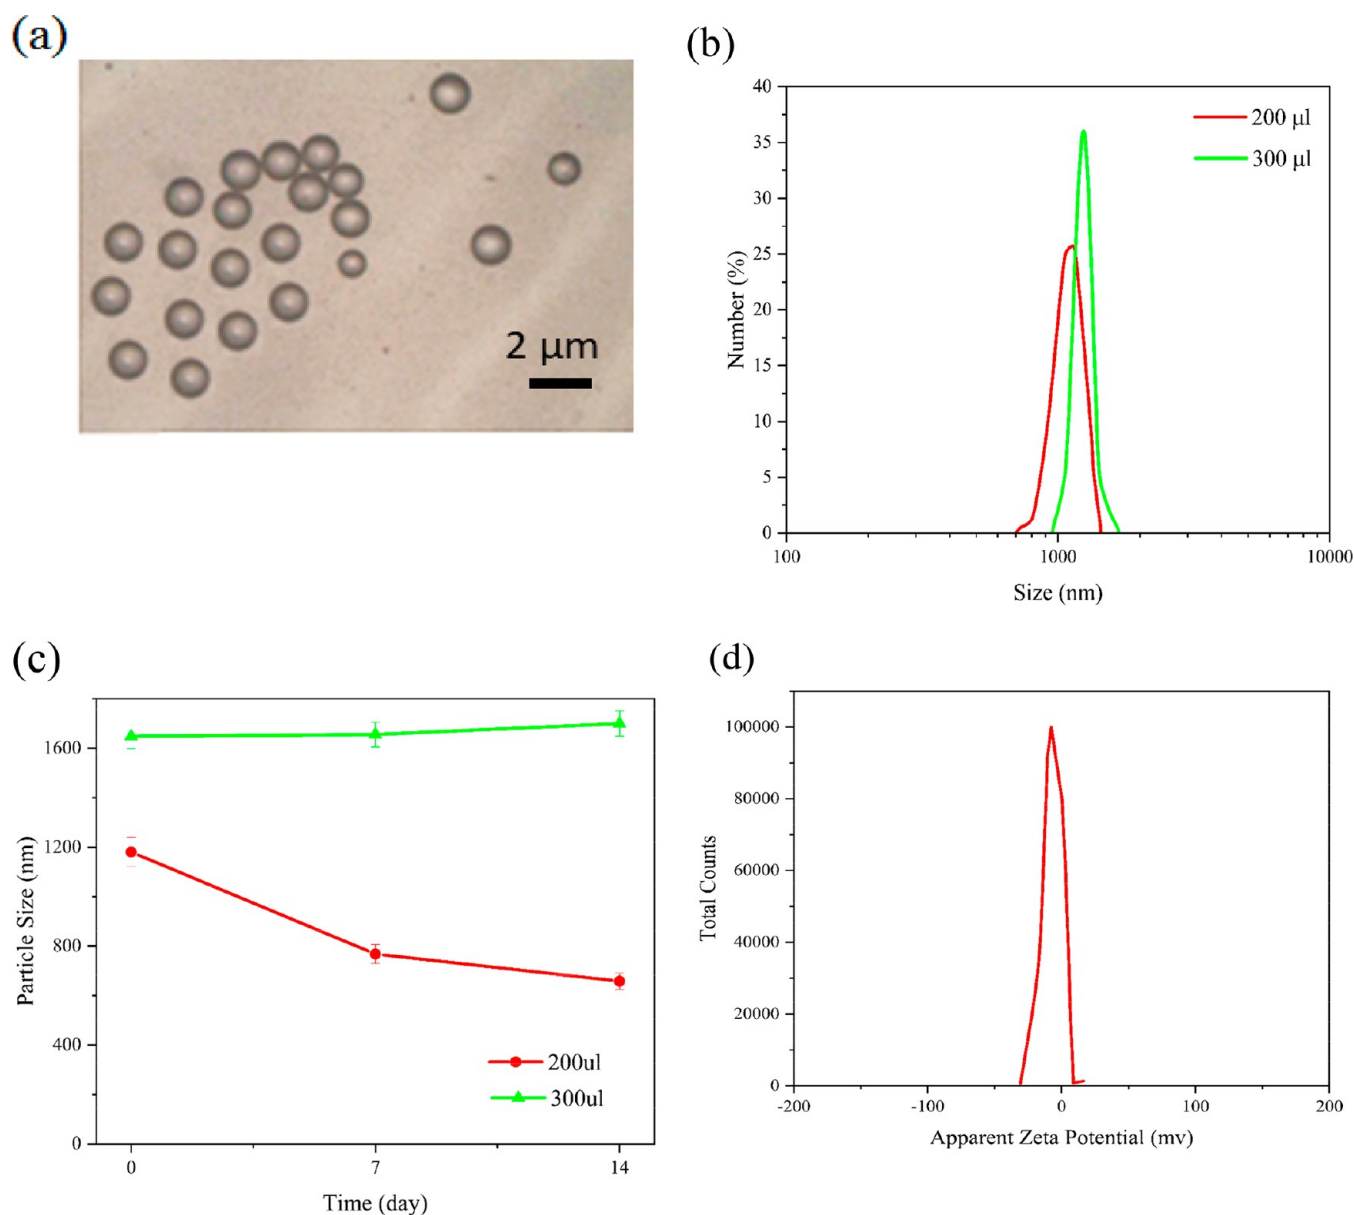 (a)
2 μm
(b)
40
35
30
25
20
15
10
5
0
100
1000
10000
Number (%)
Size (nm)
200 μl
300 μl
(c)
1600
1200
800
400
0
0
7
14
Particle Size (nm)
Time (day)
200ul
300ul
(d)
100000
80000
60000
40000
20000
0
-200
-100
0
100
200
Total Counts
Apparent Zeta Potential (mv)